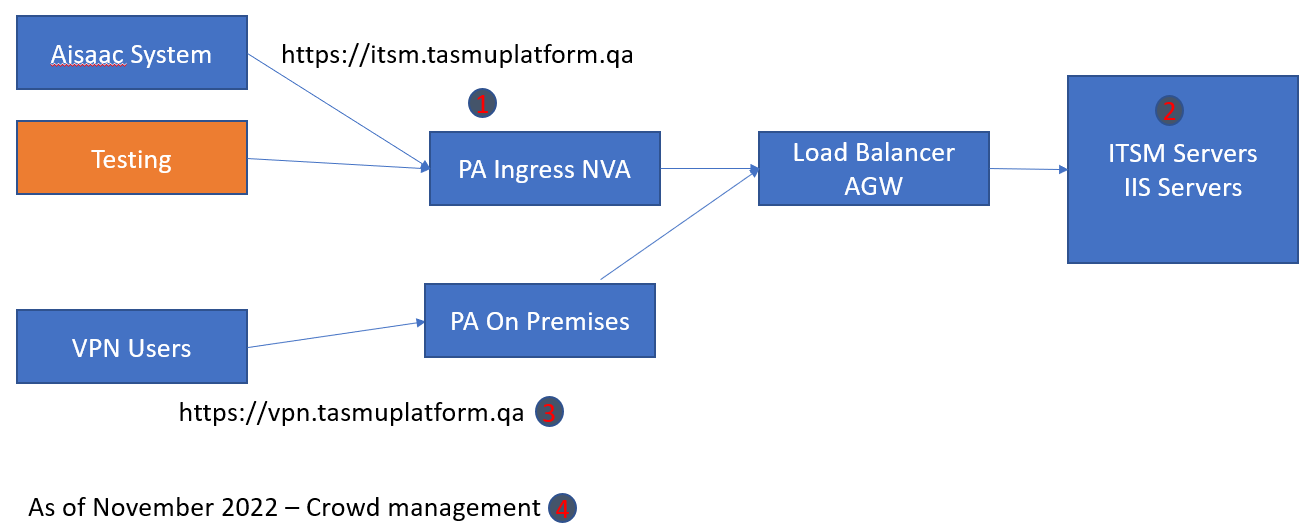 Aisaac System
https://itsm.tasmuplatform.qa
1
Testing
PA Ingress NVA
Load Balancer
AGW
2
ITSM Servers
IIS Servers
VPN Users
PA On Premises
https://vpn.tasmuplatform.qa 3
As of November 2022 – Crowd management 4